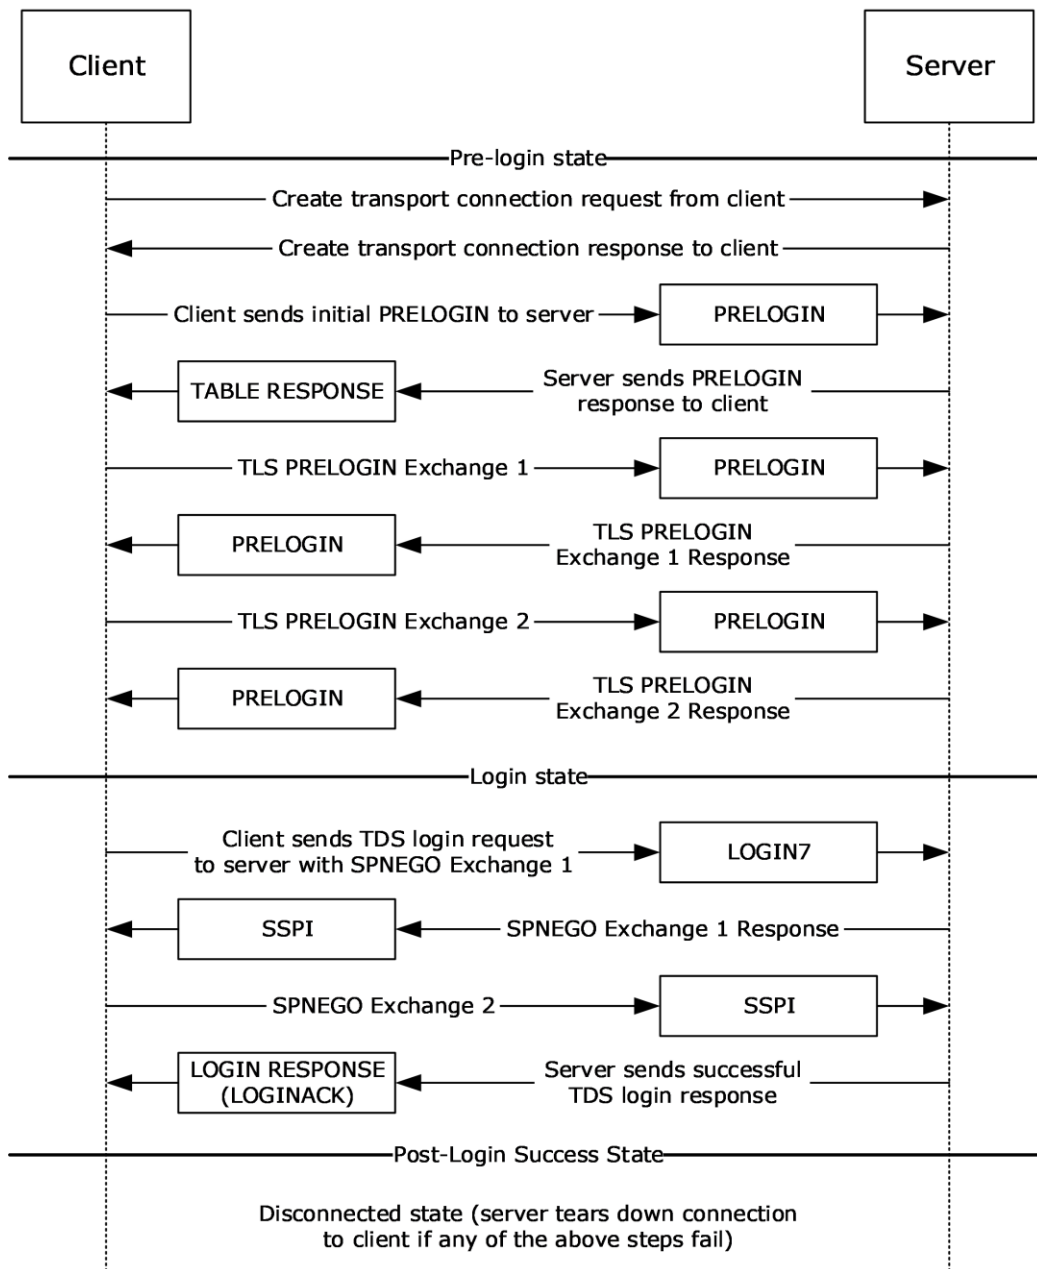 Client
Server
Pre-login state
Create transport connection request from client
Create transport connection response to client
Client sends initial PRELOGIN to server
PRELOGIN
TABLE RESPONSE
Server sends PRELOGIN
response to client
TLS PRELOGIN Exchange 1
PRELOGIN
PRELOGIN
TLS PRELOGIN
Exchange 1 Response
TLS PRELOGIN Exchange 2
PRELOGIN
PRELOGIN
TLS PRELOGIN
Exchange 2 Response
Login state
Client sends TDS login request
to server with SPNEGO Exchange 1
LOGIN7
SSPI
SPNEGO Exchange 1 Response
SPNEGO Exchange 2
SSPI
LOGIN RESPONSE
(LOGINACK)
Server sends successful
TDS login response
Post-Login Success State
Disconnected state (server tears down connection
to client if any of the above steps fail)